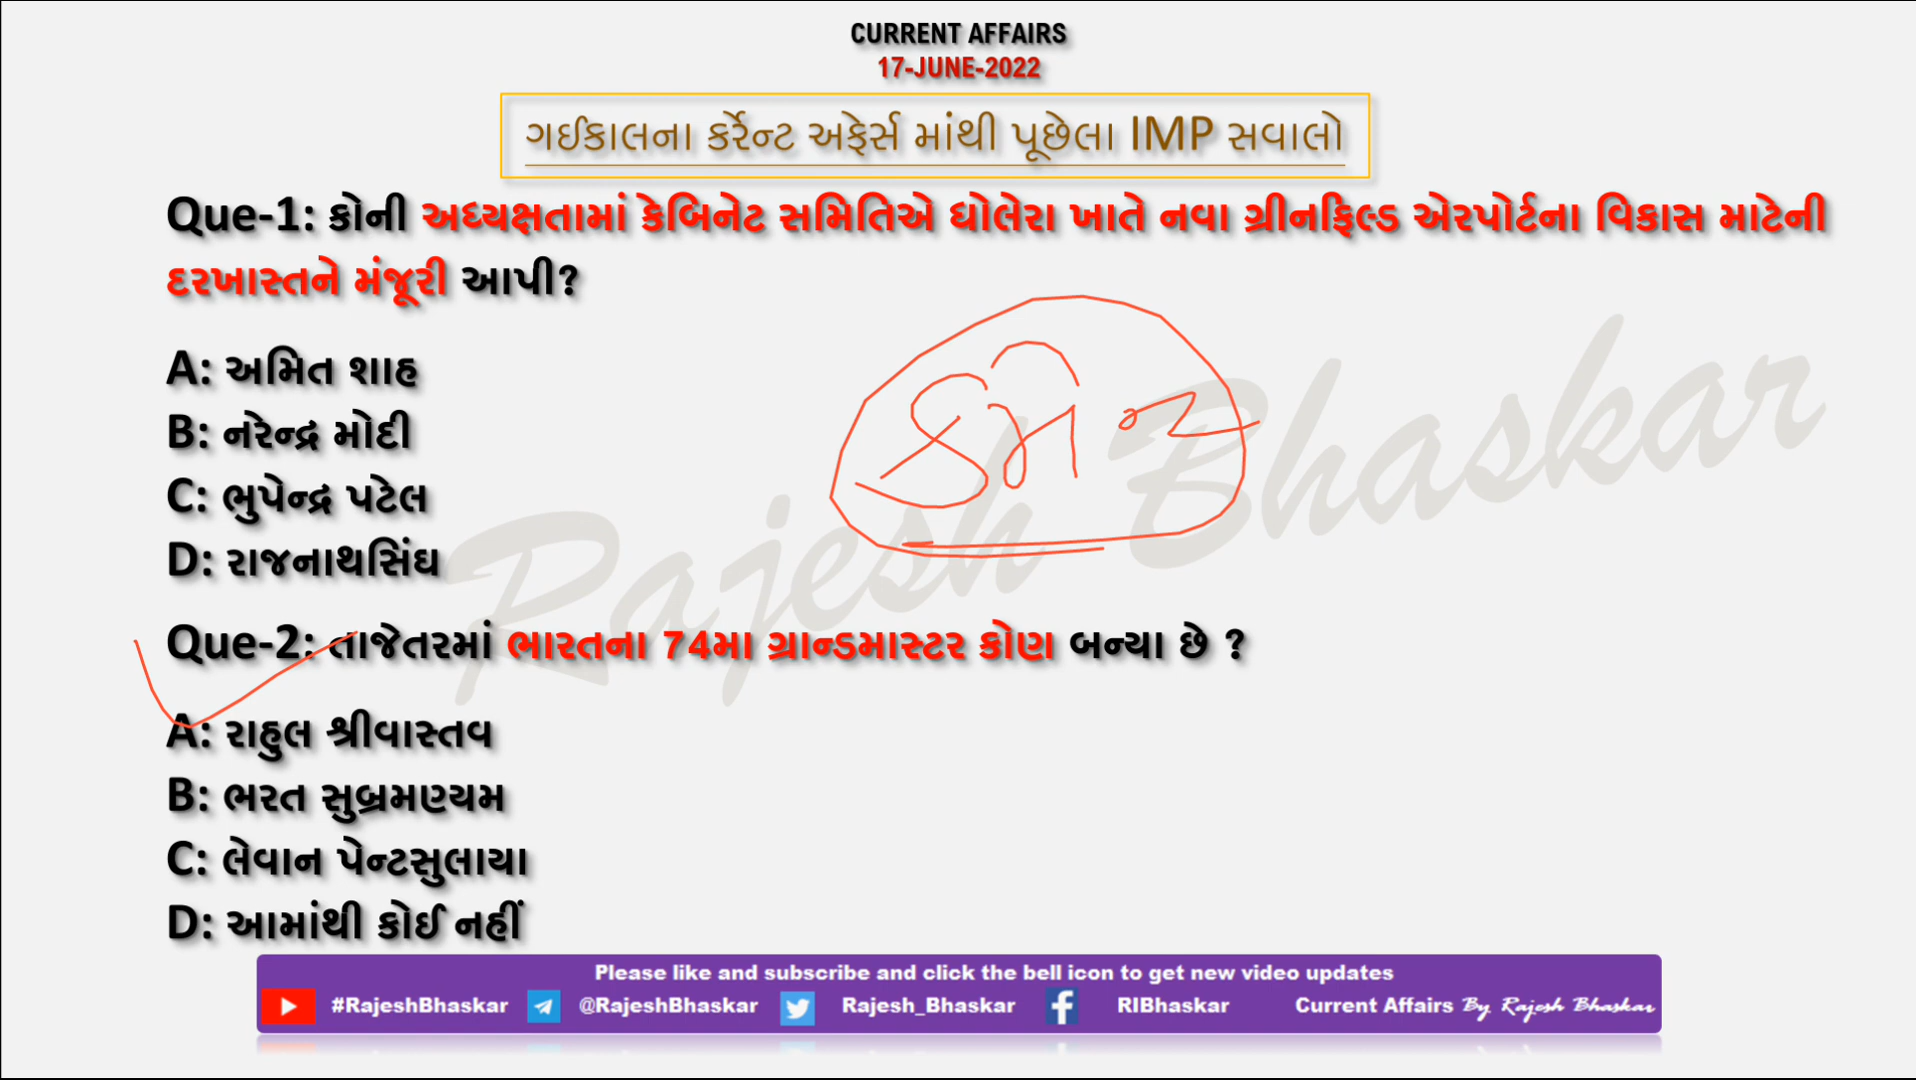 CURRENT AFFAIRS
17-JUNE-2022
ગઈકાલના કર્રેન્ટ અફેર્સ માંથી પૂછેલા IMP સવાલો
Que-1: કોની અધ્યક્ષતામાં કેબિનેટ સમિતિએ ધોલેરા ખાતે નવા ગ્રીનફિલ્ડ એરપોર્ટના વિકાસ માટેની
દરખાસ્તને મંજૂરી આપી?
A: અમિત શાહ
B: નરેન્દ્ર મોદી
C: ભુપેન્દ્ર પટેલ
D: રાજનાથસિંઘ
Rajesh Bhaskar
Que-2: તાજેતરમાં ભારતના 74મા ગ્રાન્ડમાસ્ટર કોણ બન્યા છે ?
A: રાહુલ શ્રીવાસ્તવ
B: ભરત સુબ્રમણ્યમ
C: લેવાન પેન્ટસુલાયા
D: આમાંથી કોઈ નહીં
Please like and subscribe and click the bell icon to get new video updates
#RajeshBhaskar @RajeshBhaskar Rajesh_Bhaskar RIBhaskar Current Affairs By Rajesh Bhaskar